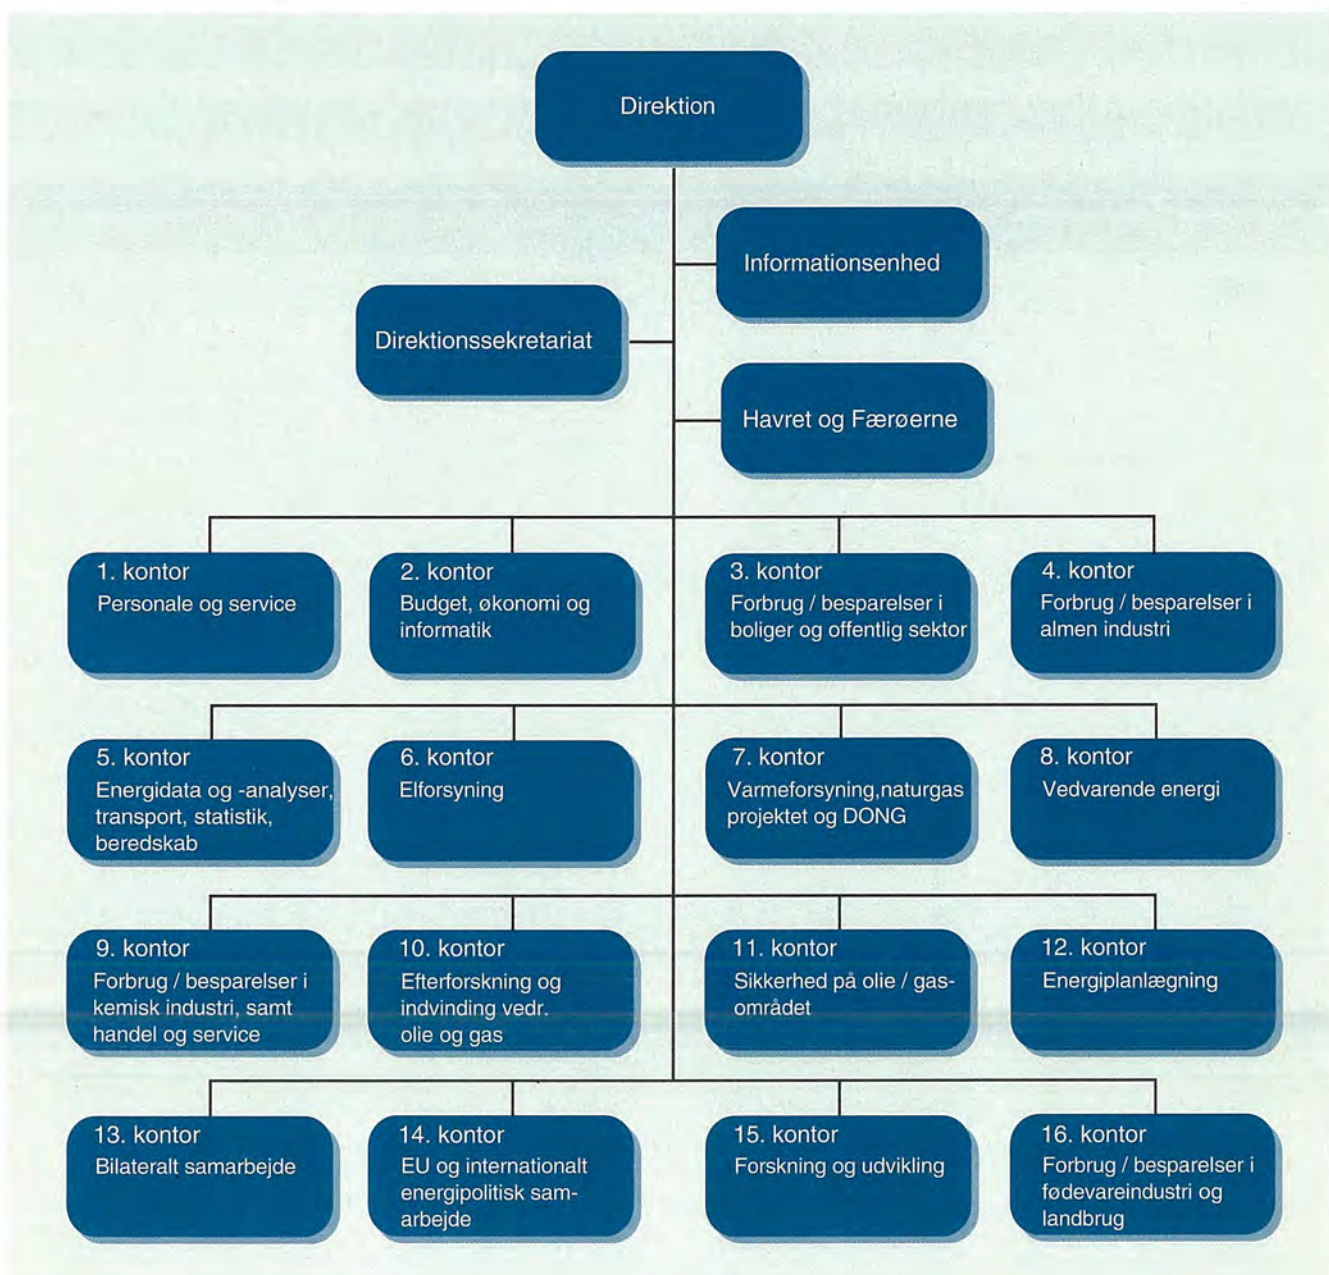 Direktion
Informationsenhed
Direktionssekretariat
Havret og Færøerne
1. kontor
Personale og service
2. kontor
Budget, økonomi og
informatik
3. kontor
Forbrug / besparelser i
boliger og offentlig sektor
4. kontor
Forbrug / besparelser i
almen industri
5. kontor
Energidata og -analyser,
transport, statistik,
beredskab
6. kontor
Elforsyning
7. kontor
Varmeforsyning,naturgas
projektet og DONG
8. kontor
Vedvarende energi
9. kontor
Forbrug / besparelser i
kemisk industri, samt
handel og service
10. kontor
Efterforskning og
indvinding vedr.
olie og gas
11. kontor
Sikkerhed på olie / gas-
området
12. kontor
Energiplanlægning
13. kontor
Bilateralt samarbejde
14. kontor
EU og internationalt
energipolitisk sam-
arbejde
15. kontor
Forskning og udvikling
16. kontor
Forbrug / besparelser i
fødevareindustri og
landbrug